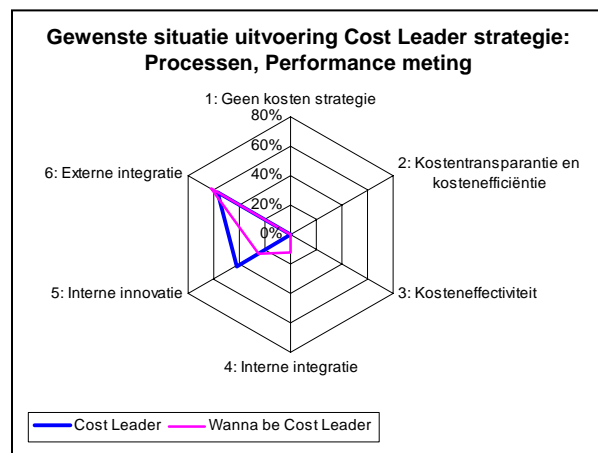 Gewenste situatie uitvoering Cost Leader strategie:
Processen, Performance meting
1: Geen kosten strategie
80%
60%
40%
20%
0%
2: Kostentransparantie en
kostenefficiëntie
3: Kosteneffectiviteit
4: Interne integratie
5: Interne innovatie
6: Externe integratie
Cost Leader
Wanna be Cost Leader